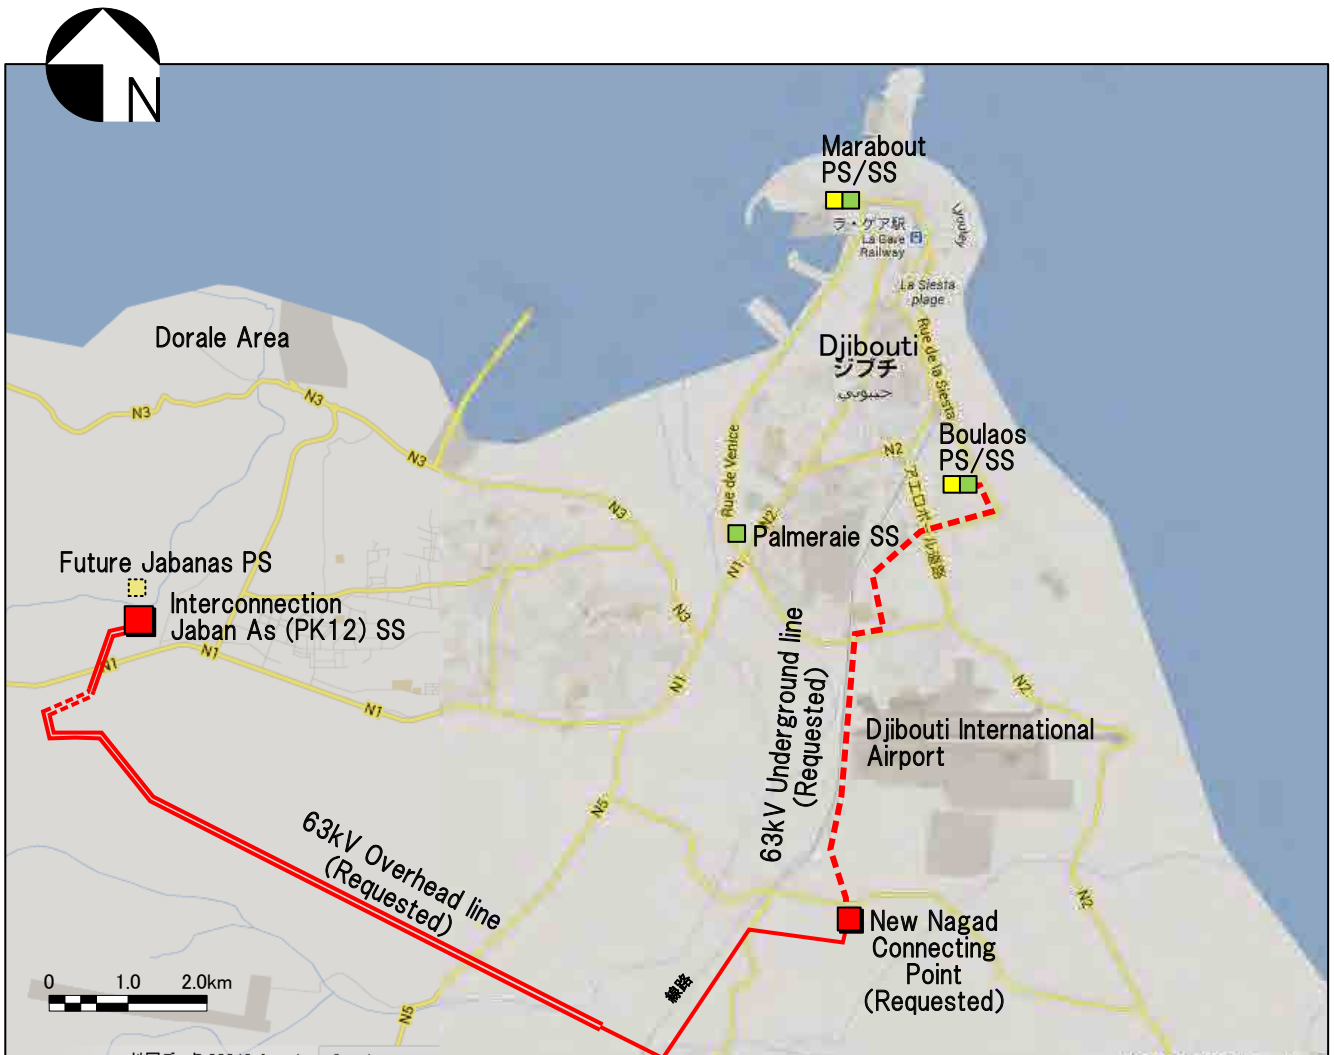 N
Marabout
PS/SS
ラ・ゲア駅
La Gare
Railway
Lyouley
La Siesta
plage
Dorale Area
Djibouti
ジブチ
جيبوتي
Rue de la Siesta
N3
N3
N3
Rue de Venice
N2
Boulaos
PS/SS
N3
N2
Palmeraie SS
N1
Future Jabanas PS
Interconnection
Jaban As (PK12) SS
N3
N1
N1
N1
N1
N2
63kV Underground line
(Requested)
Djibouti International
Airport
N5
63kV Overhead line
(Requested)
N2
New Nagad
Connecting
Point
(Requested)
線路
0 1.0 2.0km
N5